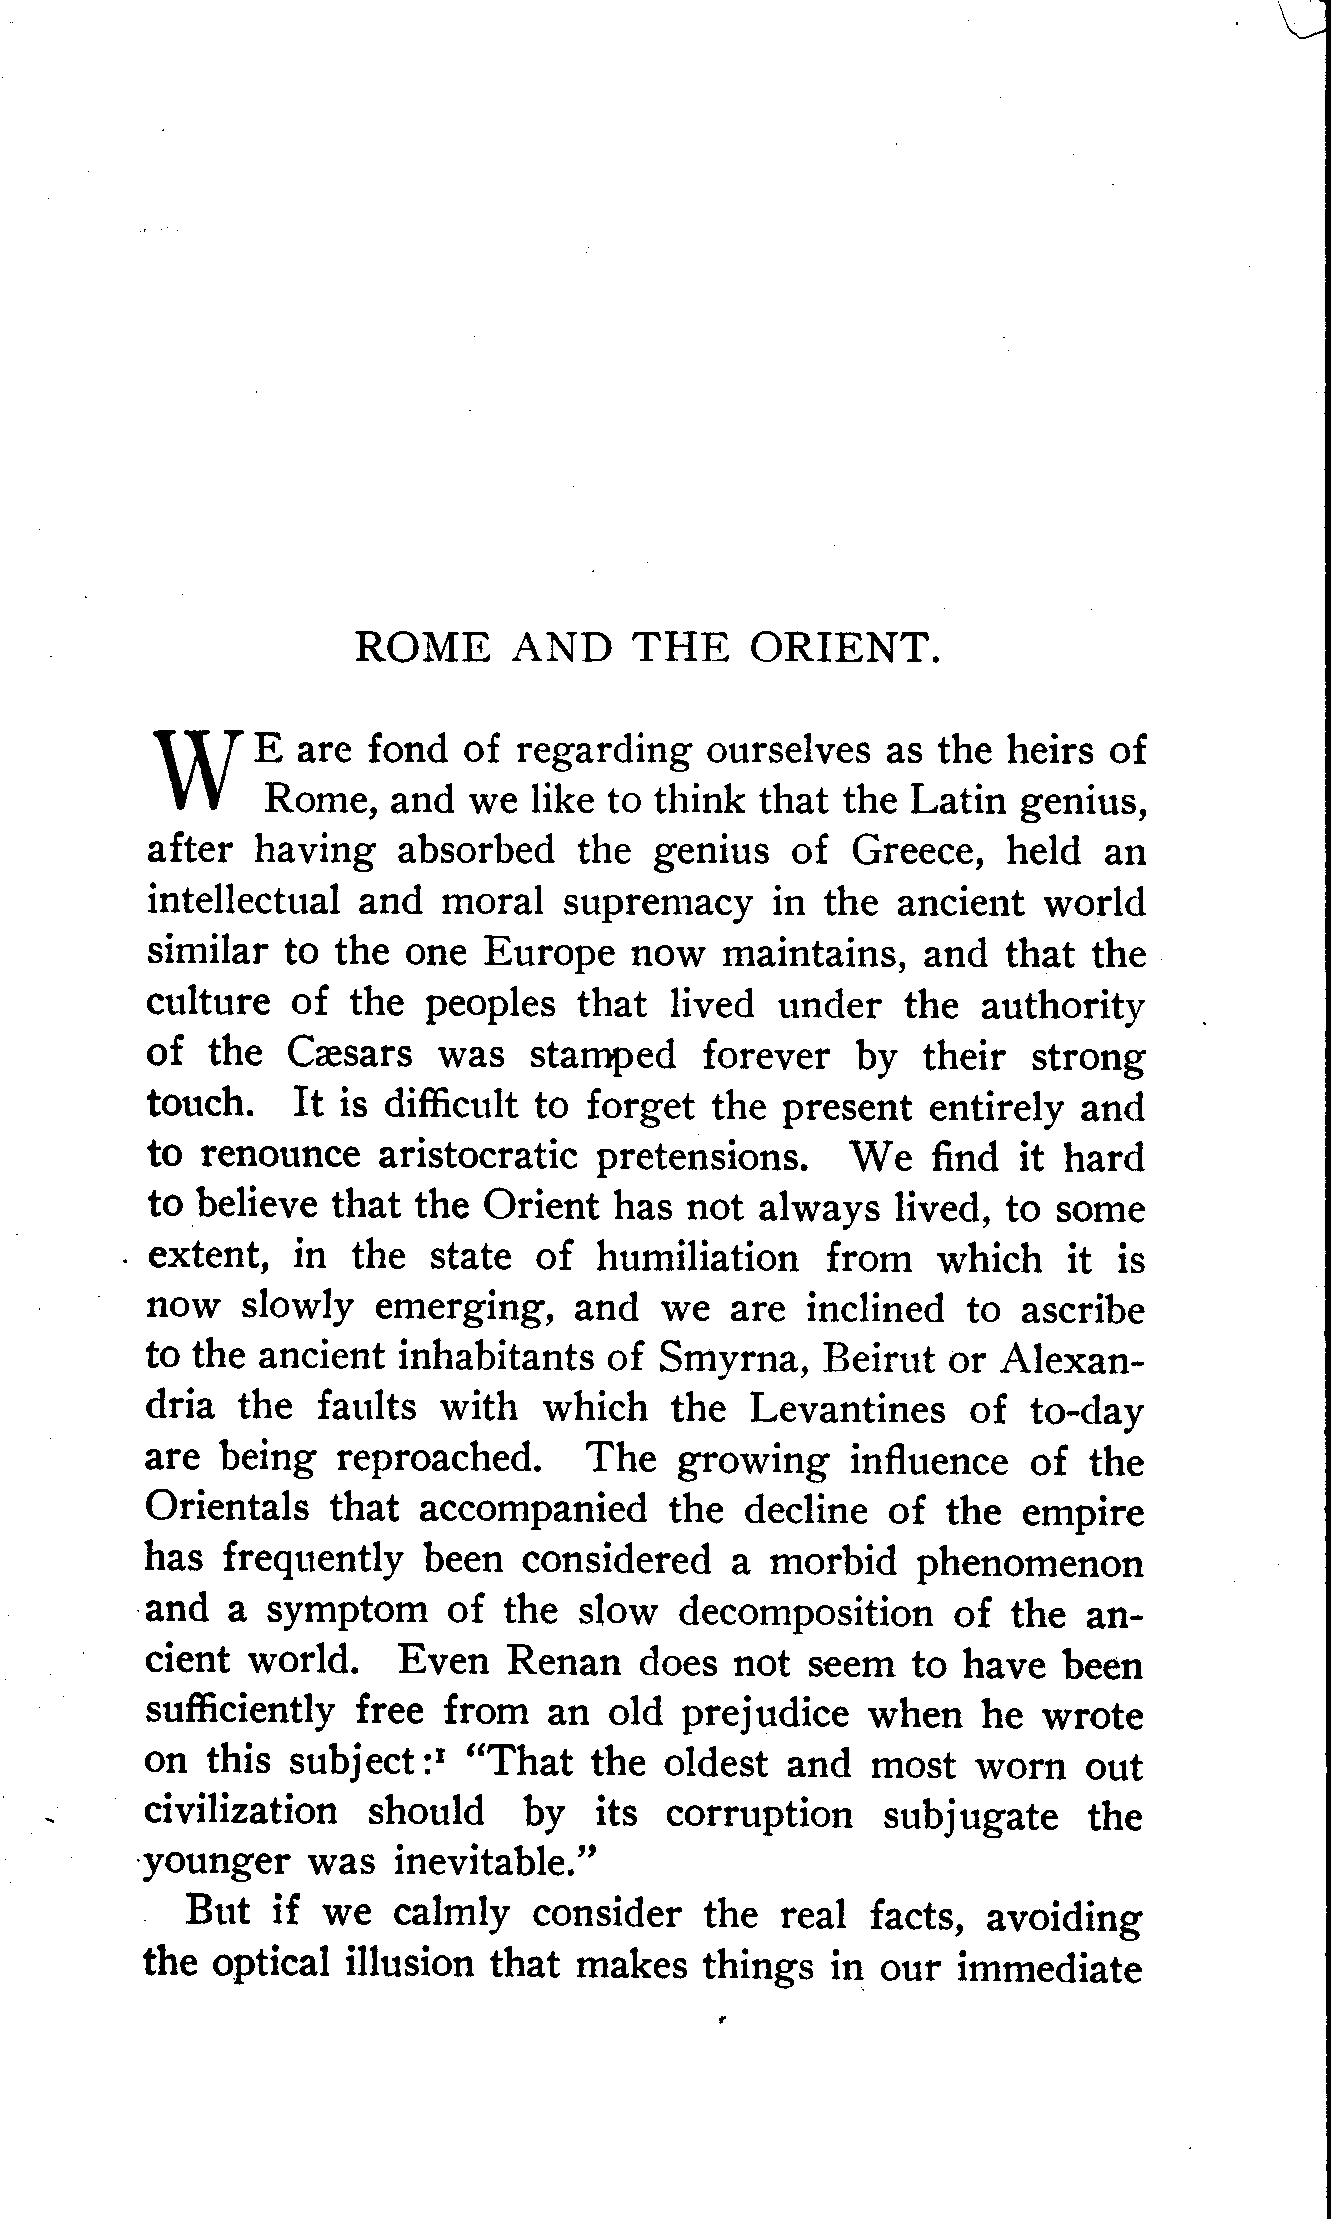 ROME AND THE ORIENT.
WE are fond of regarding ourselves as the heirs of
Rome, and we like to think that the Latin genius,
after having absorbed the genius of Greece, held an
intellectual and moral supremacy in the ancient world
similar to the one Europe now maintains, and that the
culture of the peoples that lived under the authority
of the Cæsars was stamped forever by their strong
touch. It is difficult to forget the present entirely and
to renounce aristocratic pretensions. We find it hard
to believe that the Orient has not always lived, to some
extent, in the state of humiliation from which it is
now slowly emerging, and we are inclined to ascribe
to the ancient inhabitants of Smyrna, Beirut or Alexan-
dria the faults with which the Levantines of to-day
are being reproached. The growing influence of the
Orientals that accompanied the decline of the empire
has frequently been considered a morbid phenomenon
and a symptom of the slow decomposition of the an-
cient world. Even Renan does not seem to have been
sufficiently free from an old prejudice when he wrote
on this subject:¹ “That the oldest and most worn out
civilization should by its corruption subjugate the
younger was inevitable.”
But if we calmly consider the real facts, avoiding
the optical illusion that makes things in our immediate